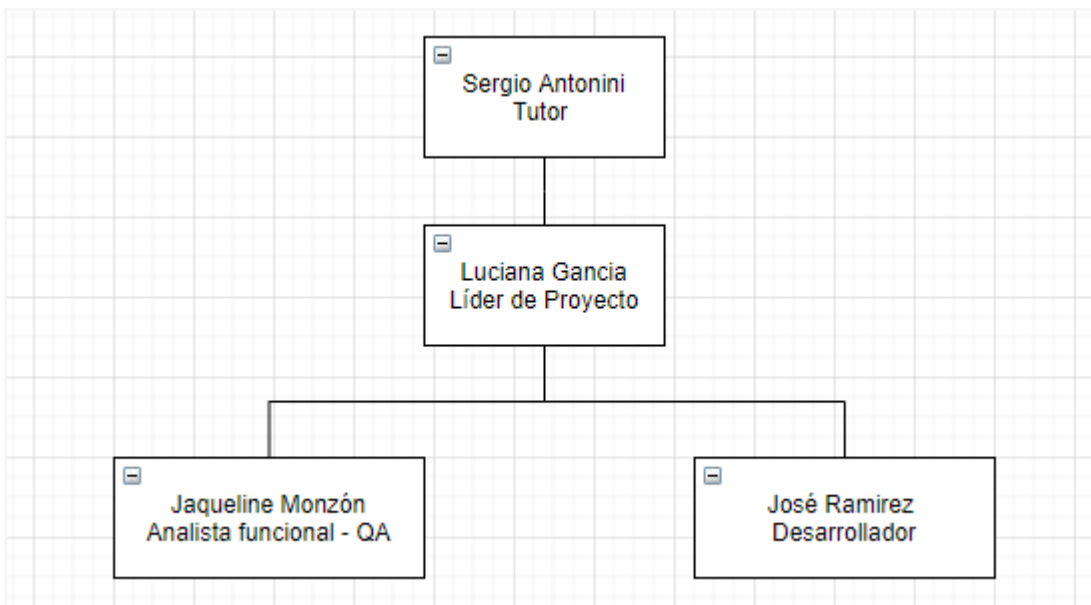 Sergio Antonini
Tutor
Luciana Gancia
Líder de Proyecto
Jaqueline Monzón
Analista funcional - QA
José Ramirez
Desarrollador